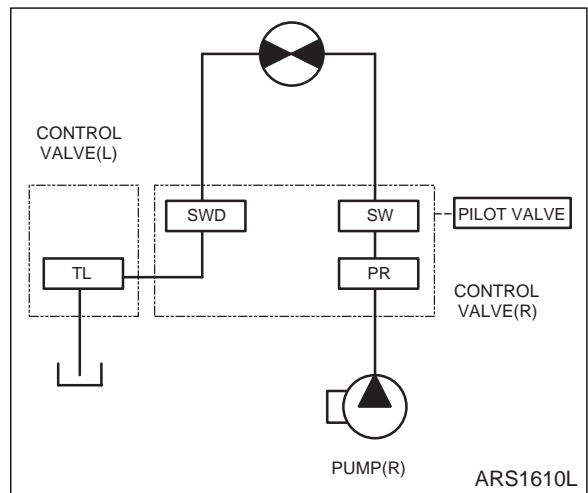 CONTROL
VALVE(L)
SWD
SW
PILOT VALVE
TL
PR
CONTROL
VALVE(R)
PUMP(R)
ARS1610L